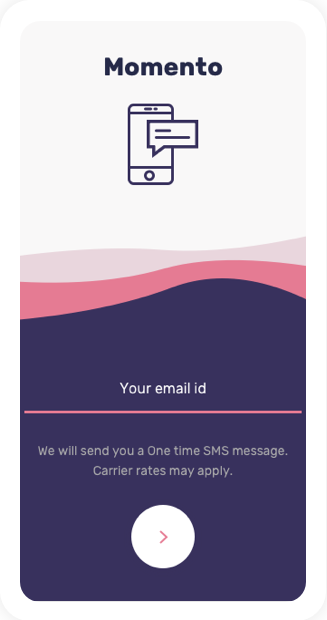 Momento
Your email id
We will send you a One time SMS message.
Carrier rates may apply.